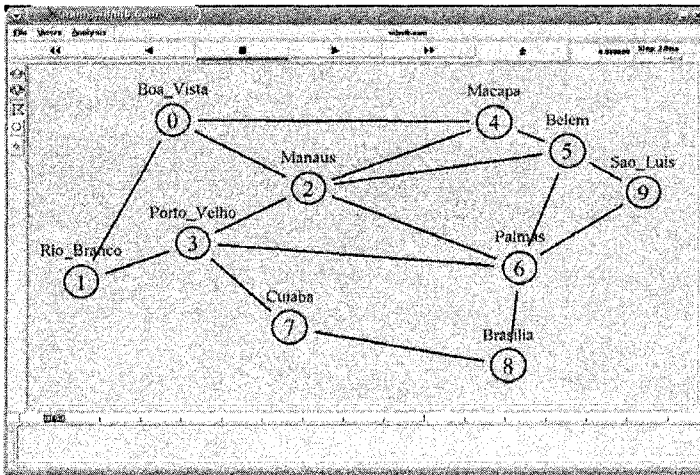 File Views Analysis
Boa_Vista
0
Macapa
4
Belem
5
Manaus
2
Sao_Luis
9
Porto_Velho
3
Rio_Branco
1
Palmas
6
Cuiaba
7
Brasilia
8